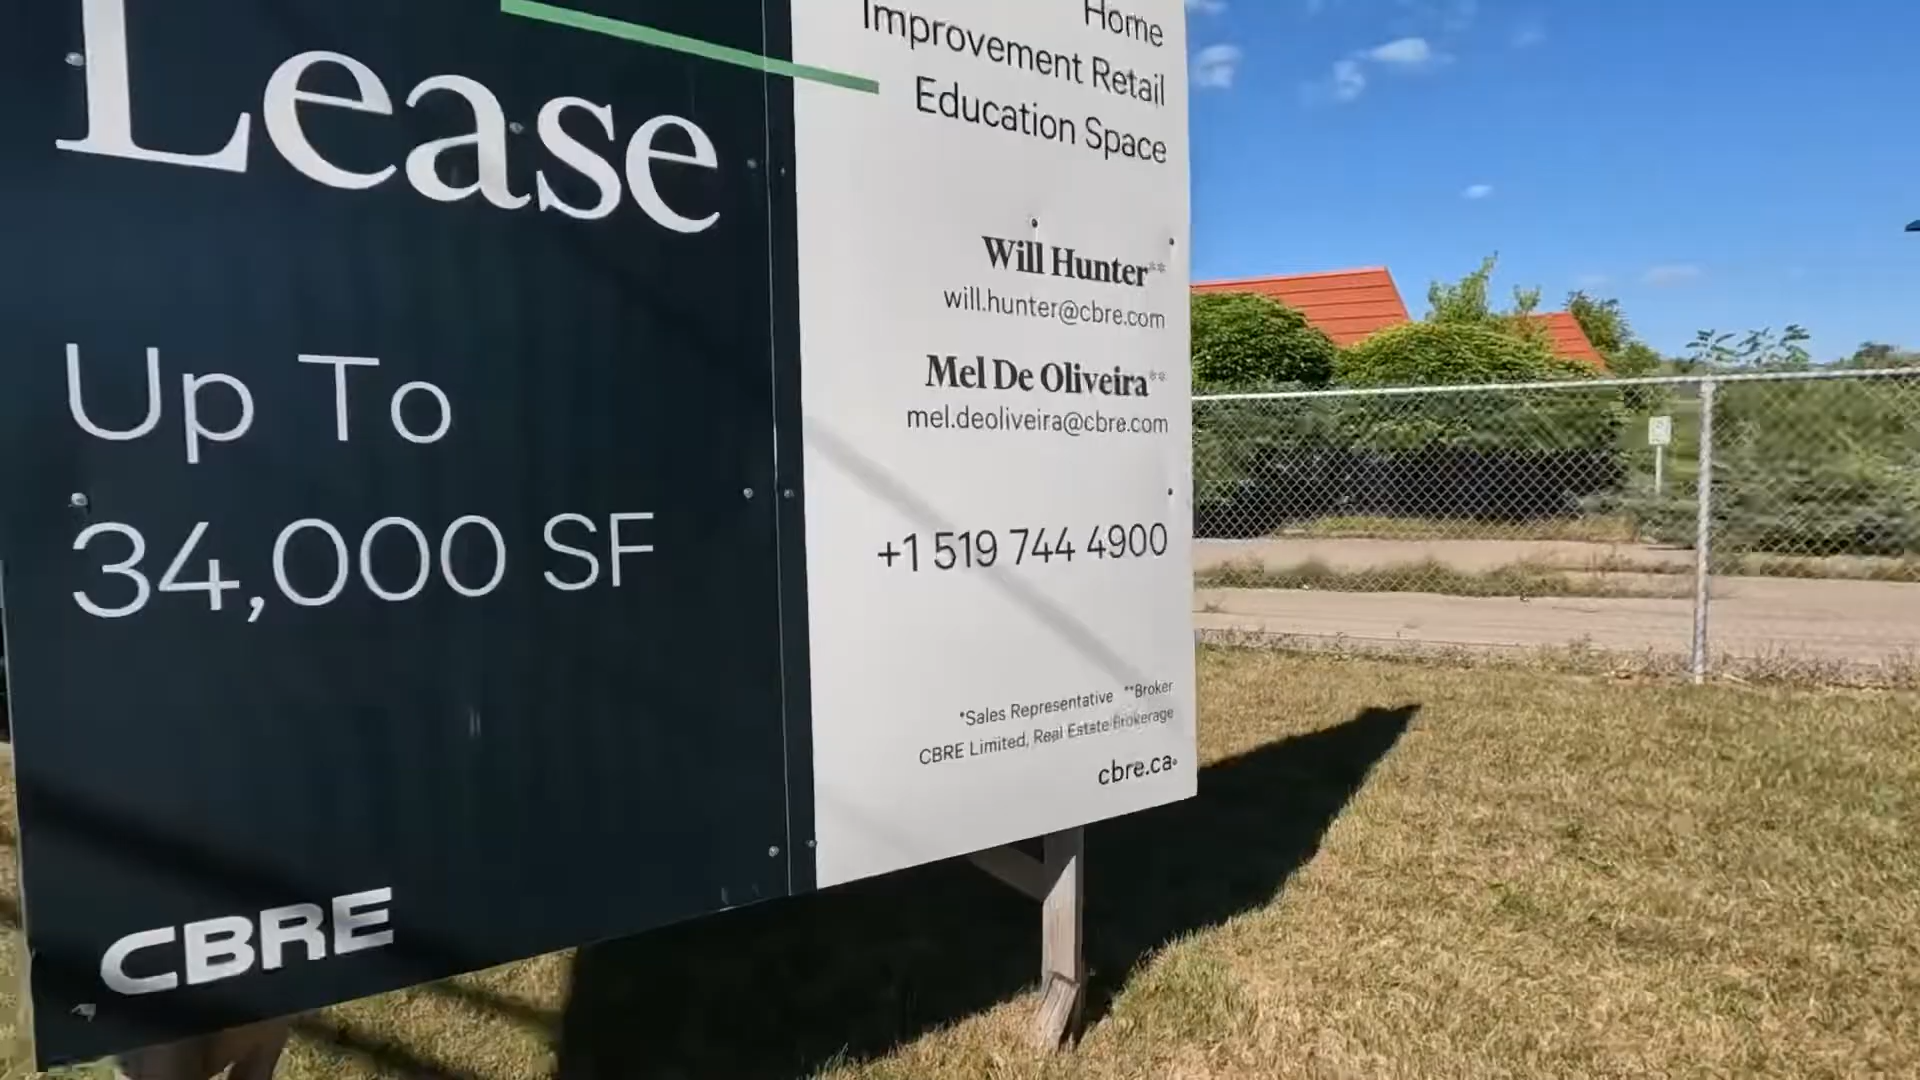 Lease
Up To
34,000 SF
CBRE
Home
Improvement Retail
Education Space
Will Hunter**
will.hunter@cbre.com
Mel De Oliveira**
mel.deoliveira@cbre.com
+1 519 744 4900
*Sales Representative **Broker
CBRE Limited, Real Estate Brokerage
cbre.ca